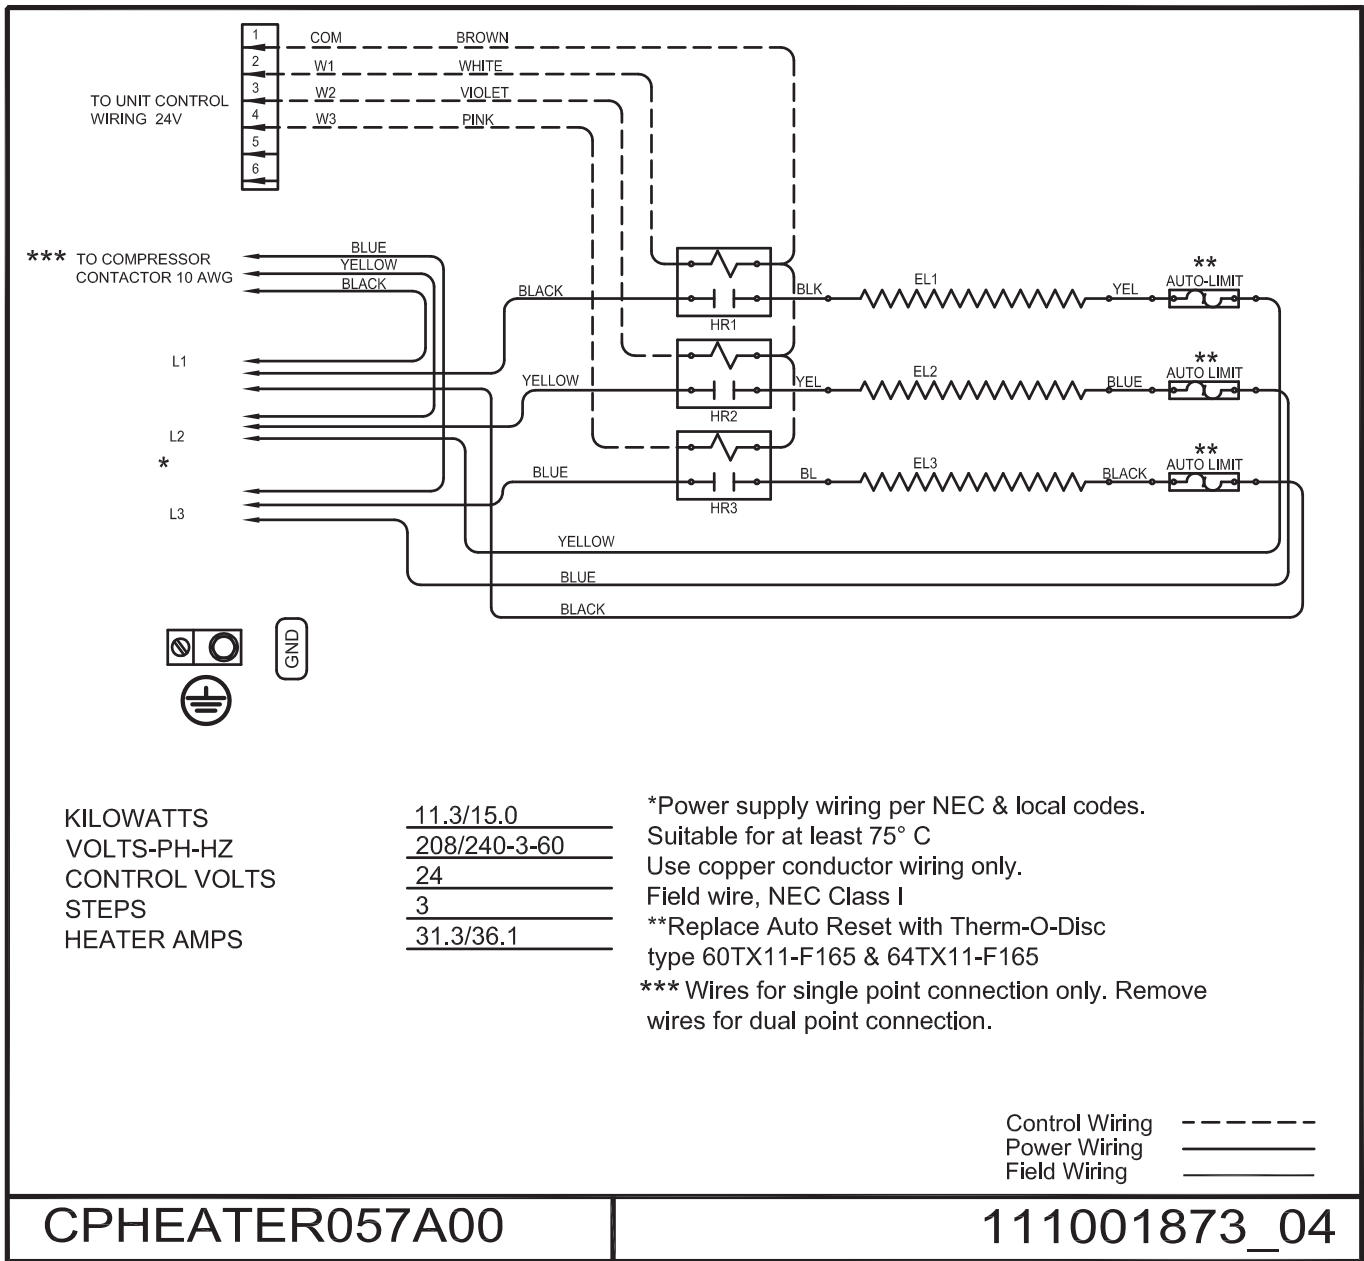 1 COM BROWN
2 W1 WHITE
3 W2 VIOLET
4 W3 PINK
5
6
TO UNIT CONTROL
WIRING 24V
*** TO COMPRESSOR
CONTACTOR 10 AWG
BLUE
YELLOW
BLACK
BLACK
HR1
BLK
EL1
YEL
**
AUTO-LIMIT
L1
YELLOW
HR2
YEL
EL2
BLUE
**
AUTO LIMIT
L2
*
BLUE
HR3
BL
EL3
BLACK
**
AUTO LIMIT
L3
YELLOW
BLUE
BLACK
GND
KILOWATTS 11.3/15.0
VOLTS-PH-HZ 208/240-3-60
CONTROL VOLTS 24
STEPS 3
HEATER AMPS 31.3/36.1
*Power supply wiring per NEC & local codes.
Suitable for at least 75° C
Use copper conductor wiring only.
Field wire, NEC Class I
**Replace Auto Reset with Therm-O-Disc
type 60TX11-F165 & 64TX11-F165
*** Wires for single point connection only. Remove
wires for dual point connection.
Control Wiring
Power Wiring
Field Wiring
CPHEATER057A00
111001873_04